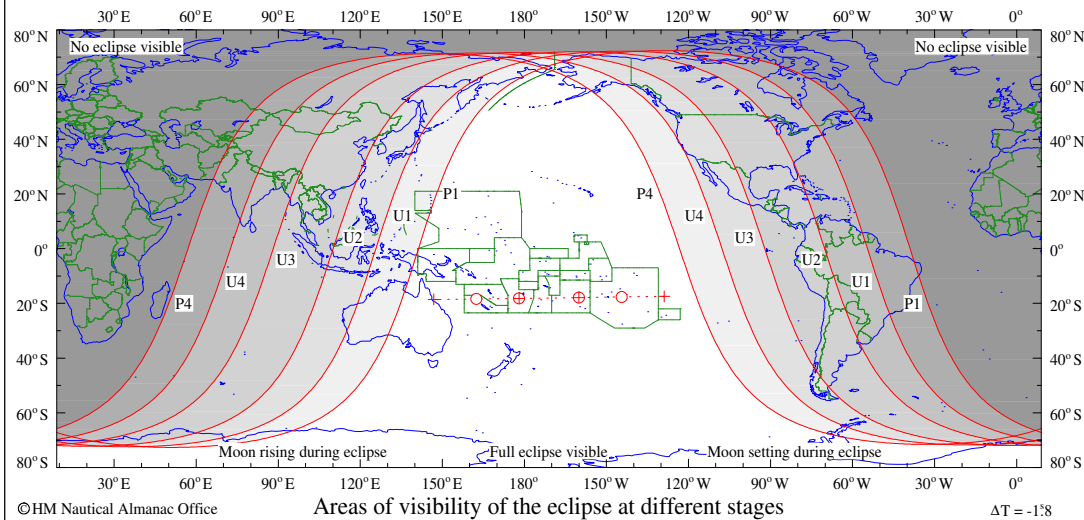 30° E 60° E 90° E 120° E 150° E 180° 150° W 120° W 90° W 60° W 30° W 0°
80° N 80° N
No eclipse visible No eclipse visible
60° N 60° N
40° N 40° N
20° N P1 P4 20° N
U1 U4
0° U2 U3 0°
U3 U2
U4 U1
20° S P4 P1 20° S
40° S 40° S
60° S 60° S
Moon rising during eclipse Full eclipse visible Moon setting during eclipse
80° S 80° S
30° E 60° E 90° E 120° E 150° E 180° 150° W 120° W 90° W 60° W 30° W 0°
© HM Nautical Almanac Office Areas of visibility of the eclipse at different stages ΔT = -1ˢ.8